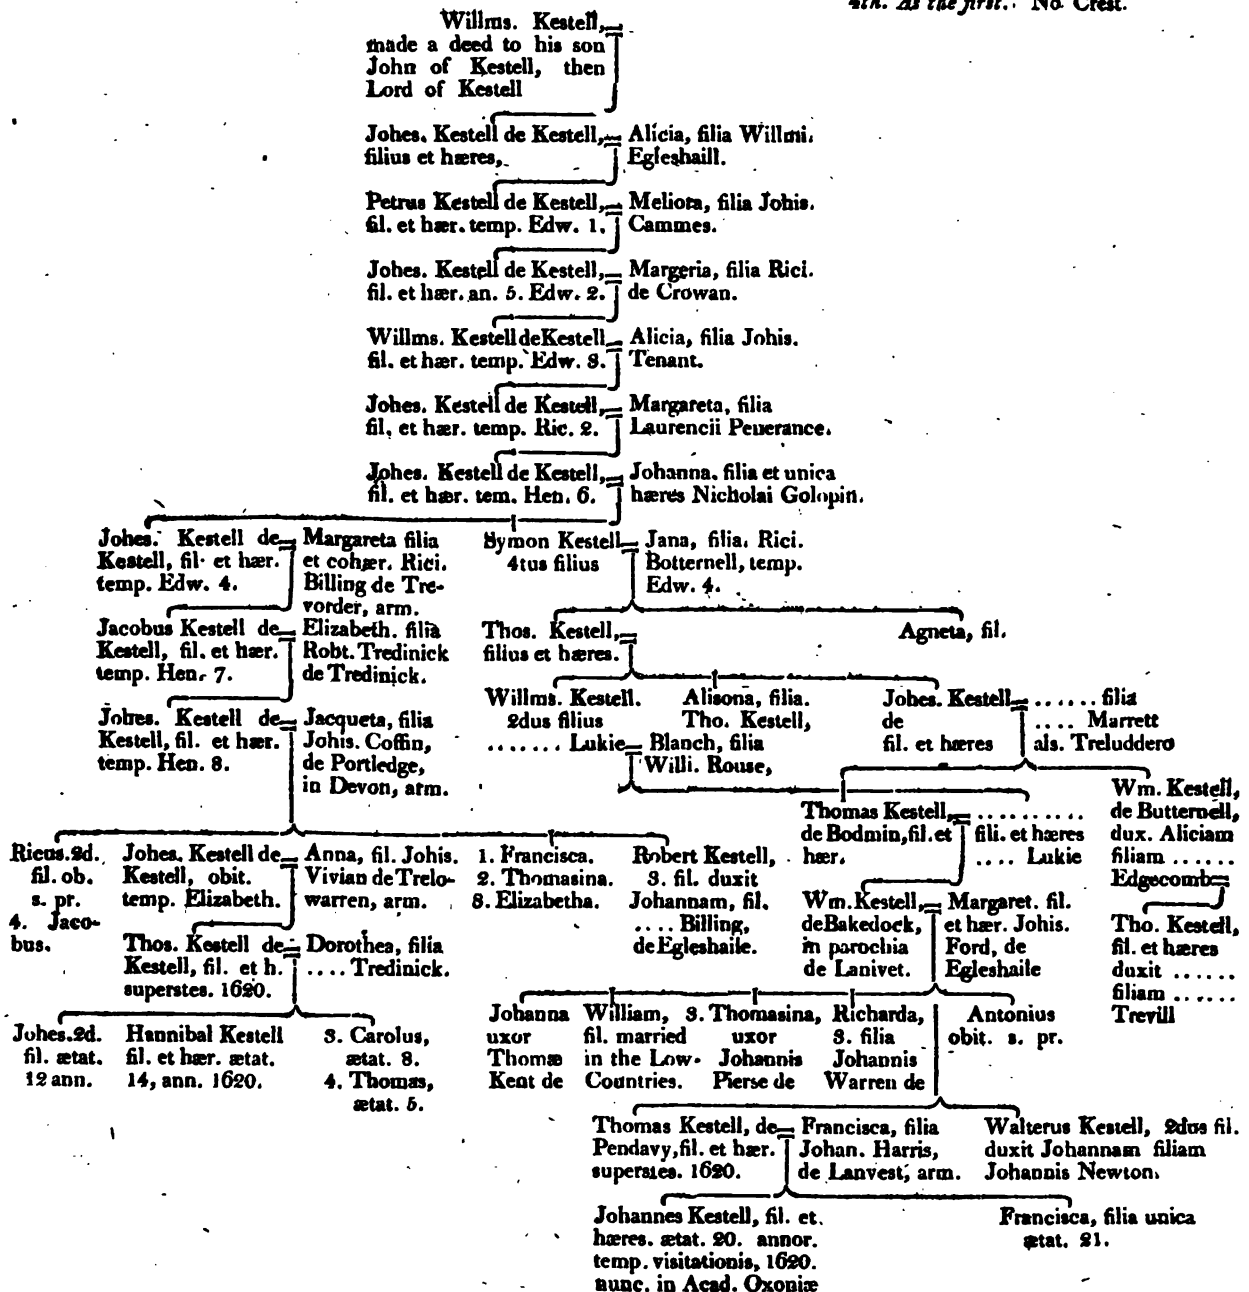 4th. As the first. No Crest.
Willms. Kestell,
made a deed to his son
John of Kestell, then
Lord of Kestell
Johes. Kestell de Kestell,
filius et hæres,
Alicia, filia Willmi.
Egleshaill.
Petrus Kestell de Kestell,
fil. et hær. temp. Edw. 1.
Meliora, filia Johis.
Cammes.
Johes. Kestell de Kestell,
fil. et hær. an. 5. Edw. 2.
Margeria, filia Rici.
de Crowan.
Willms. Kestell de Kestell
fil. et hær. temp. Edw. 3.
Alicia, filia Johis.
Tenant.
Johes. Kestell de Kestell,
fil. et hær. temp. Ric. 2.
Margareta, filia
Laurencii Penerance.
Johes. Kestell de Kestell,
fil. et hær. tem. Hen. 6.
Johanna. filia et unica
hæres Nicholai Golopin.
Johes. Kestell de
Kestell, fil. et hær.
temp. Edw. 4.
Margareta filia
et cohær. Rici.
Billing de Tre-
vorder, arm.
Symon Kestell
4tus filius
Jana, filia. Rici.
Botternell, temp.
Edw. 4.
Jacobus Kestell de
Kestell, fil. et hær.
temp. Hen. 7.
Elizabeth. filia
Robt. Tredinick
de Tredinick.
Thos. Kestell,
filius et hæres.
Agneta, fil.
Johes. Kestell de
Kestell, fil. et hær.
temp. Hen. 8.
Jacqueta, filia
Johis. Coffin,
de Portledge,
in Devon, arm.
Willms. Kestell.
2dus filius
....... Lukie
Alisona, filia.
Tho. Kestell,
Blanch, filia
Willi. Rouse,
Johes. Kestell
de
fil. et hæres
...... filia
.... Marrett
als. Treluddero
Thomas Kestell,
de Bodmin, fil. et
hær.
..........
fili. et hæres
.... Lukie
Wm. Kestell,
de Butternell,
dux. Aliciam
filiam ......
Edgecomb
Ricus. 2d.
fil. ob.
s. pr.
4. Jaco-
bus.
Johes. Kestell de
Kestell, obit.
temp. Elizabeth.
Anna, fil. Johis.
Vivian de Trelo-
warren, arm.
1. Francisca.
2. Thomasina.
3. Elizabetha.
Robert Kestell,
3. fil. duxit
Johannam, fil.
.... Billing,
de Egleshaile.
Wm. Kestell,
de Bakedock,
in parochia
de Lanivet.
Margaret. fil.
et hær. Johis.
Ford, de
Egleshaile
Tho. Kestell,
fil. et hæres
duxit ......
filiam ......
Trevill
Thos. Kestell de
Kestell, fil. et h.
superstes. 1620.
Dorothea, filia
.... Tredinick.
Johes. 2d.
fil. ætat.
12 ann.
Hannibal Kestell
fil. et hær. ætat.
14, ann. 1620.
3. Carolus,
ætat. 8.
4. Thomas,
ætat. 5.
Johanna
uxor
Thomæ
Kent de
William, 3.
fil. married
in the Low-
Countries.
Thomasina,
uxor
Johannis
Pierse de
Richarda,
3. filia
Johannis
Warren de
Antonius
obit. s. pr.
Thomas Kestell, de
Pendavy, fil. et hær.
superstes. 1620.
Francisca, filia
Johan. Harris,
de Lanvest, arm.
Walterus Kestell, 2dus fil.
duxit Johannam filiam
Johannis Newton.
Johannes Kestell, fil. et.
hæres. ætat. 20. annor.
temp. visitationis, 1620.
nunc. in Acad. Oxoniæ
Francisca, filia unica
ætat. 21.